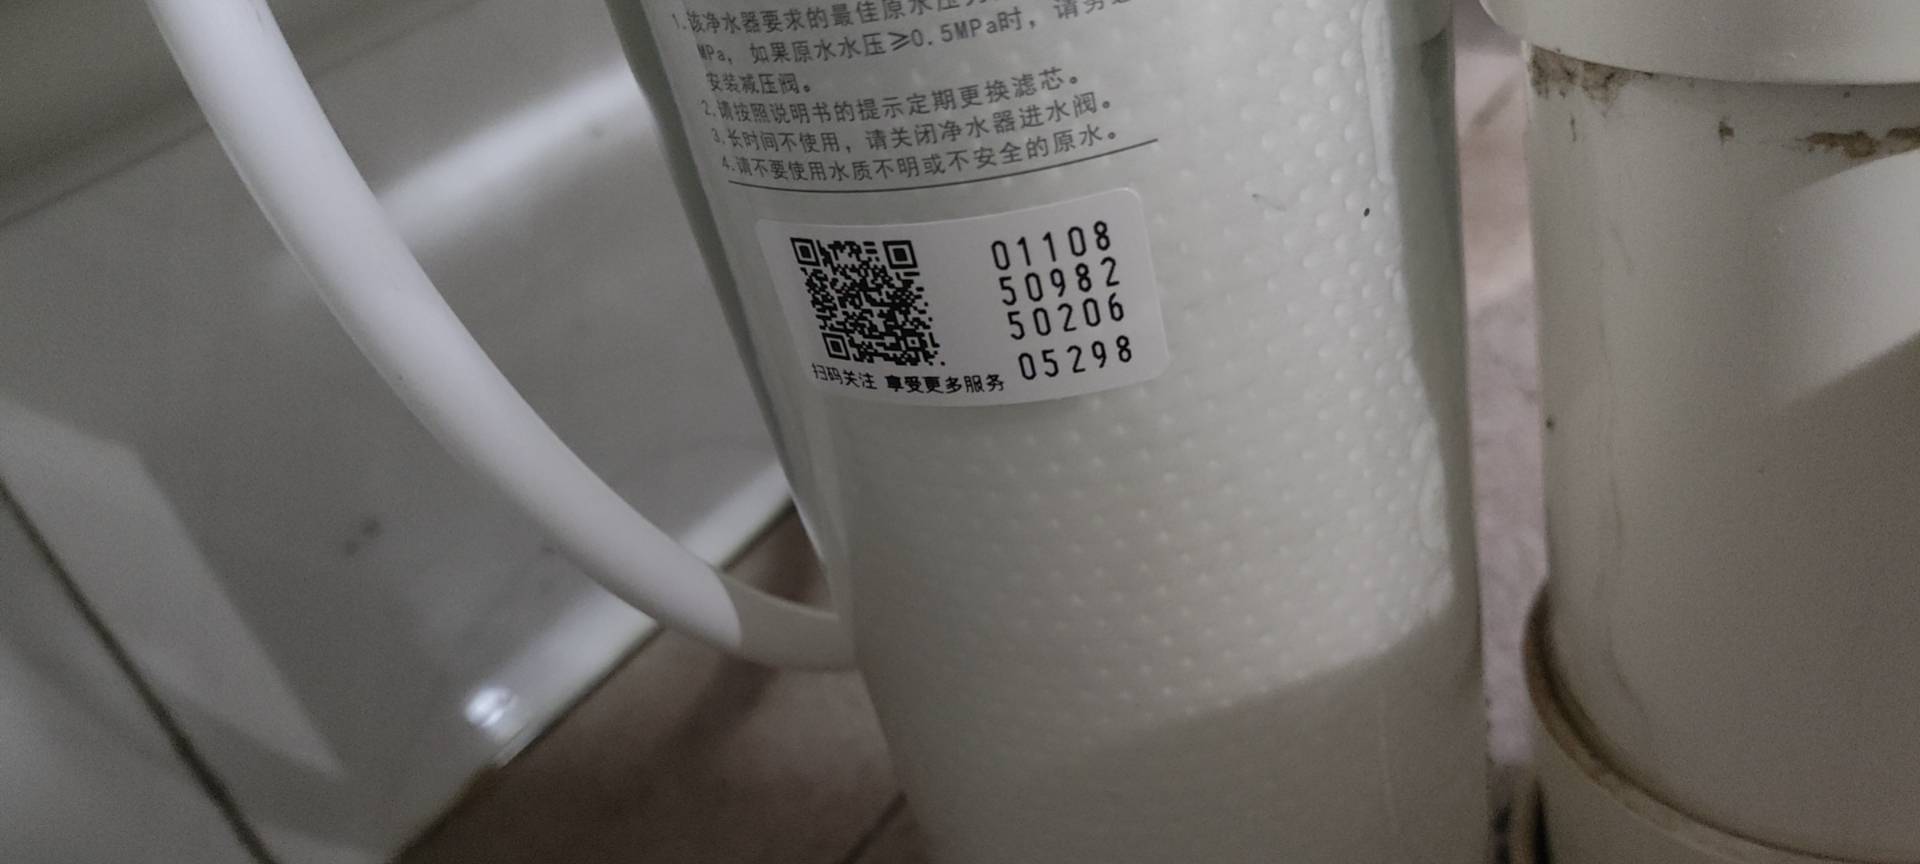 1.该净水器要求的最佳原水压力
MPa，如果原水水压≥0.5MPa时，请务必
安装减压阀。
2.请按照说明书的提示定期更换滤芯。
3.长时间不使用，请关闭净水器进水阀。
4.请不要使用水质不明或不安全的原水。
01108
50982
50206
05298
扫码关注 享受更多服务